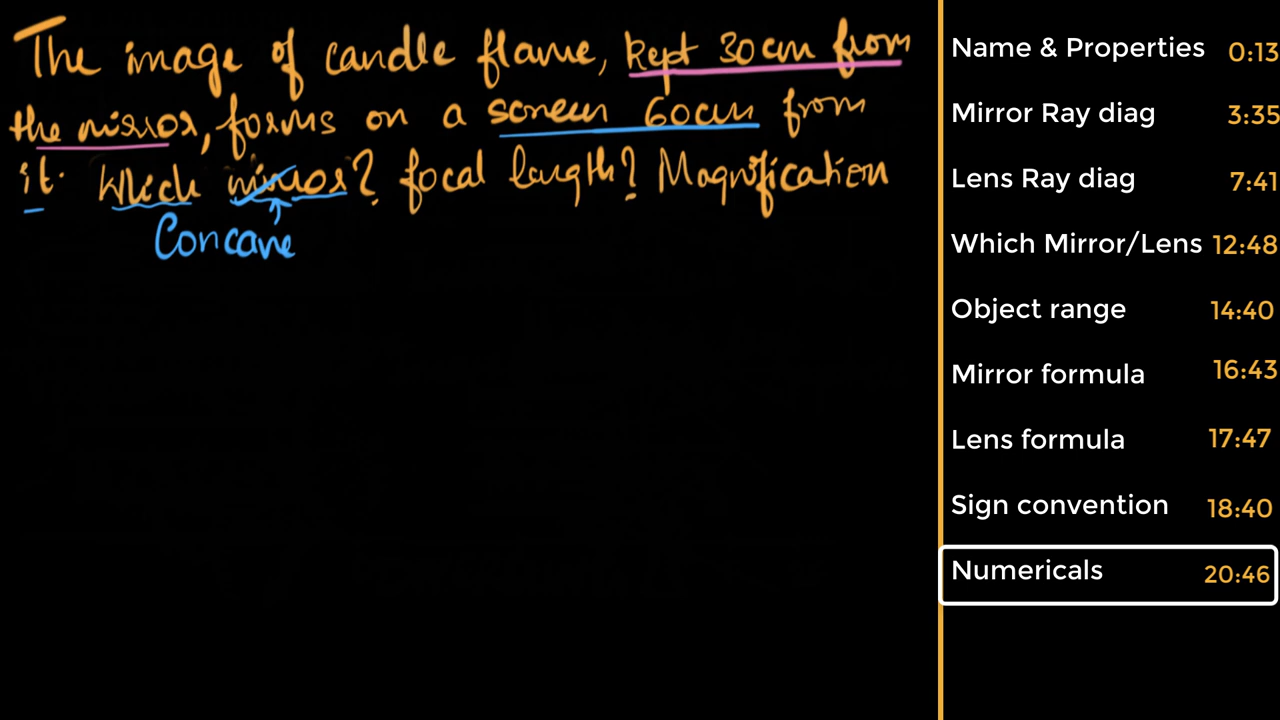 The image of candle flame, kept 30cm from
the mirror, forms on a screen 60cm from
it. Which mirror? focal length? Magnification
Concave
Name & Properties 0:13
Mirror Ray diag 3:35
Lens Ray diag 7:41
Which Mirror/Lens 12:48
Object range 14:40
Mirror formula 16:43
Lens formula 17:47
Sign convention 18:40
Numericals 20:46